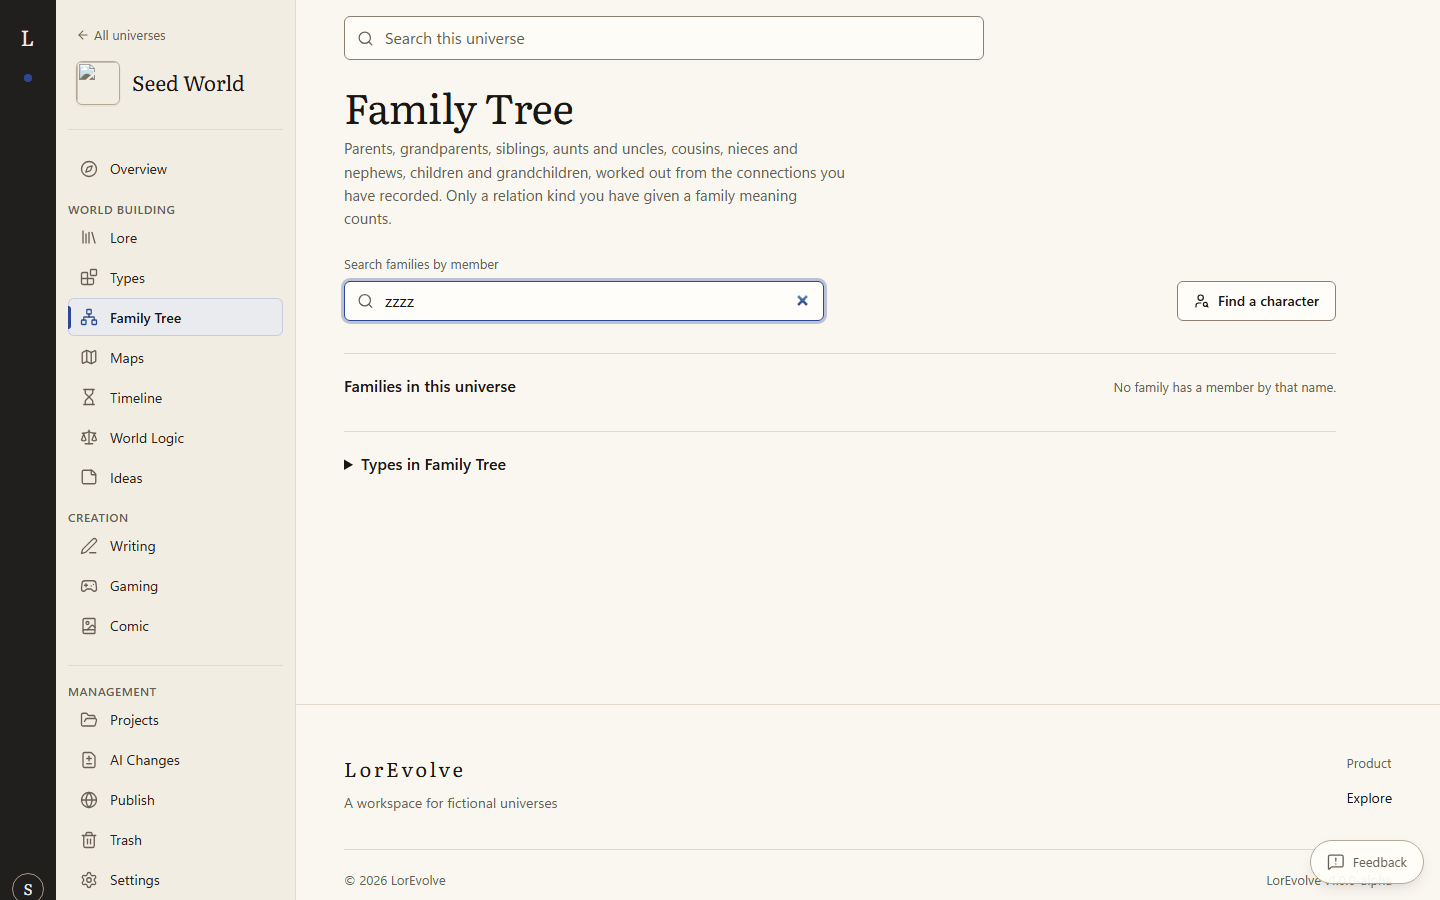 L
← All universes
Seed World
Overview
WORLD BUILDING
Lore
Types
Family Tree
Maps
Timeline
World Logic
Ideas
CREATION
Writing
Gaming
Comic
MANAGEMENT
Projects
AI Changes
Publish
Trash
Settings
S
Search this universe
Family Tree
Parents, grandparents, siblings, aunts and uncles, cousins, nieces and
nephews, children and grandchildren, worked out from the connections you
have recorded. Only a relation kind you have given a family meaning
counts.
Search families by member
zzzz
Find a character
Families in this universe
No family has a member by that name.
Types in Family Tree
LorEvolve
A workspace for fictional universes
Product
Explore
© 2026 LorEvolve
LorEvolve
Feedback